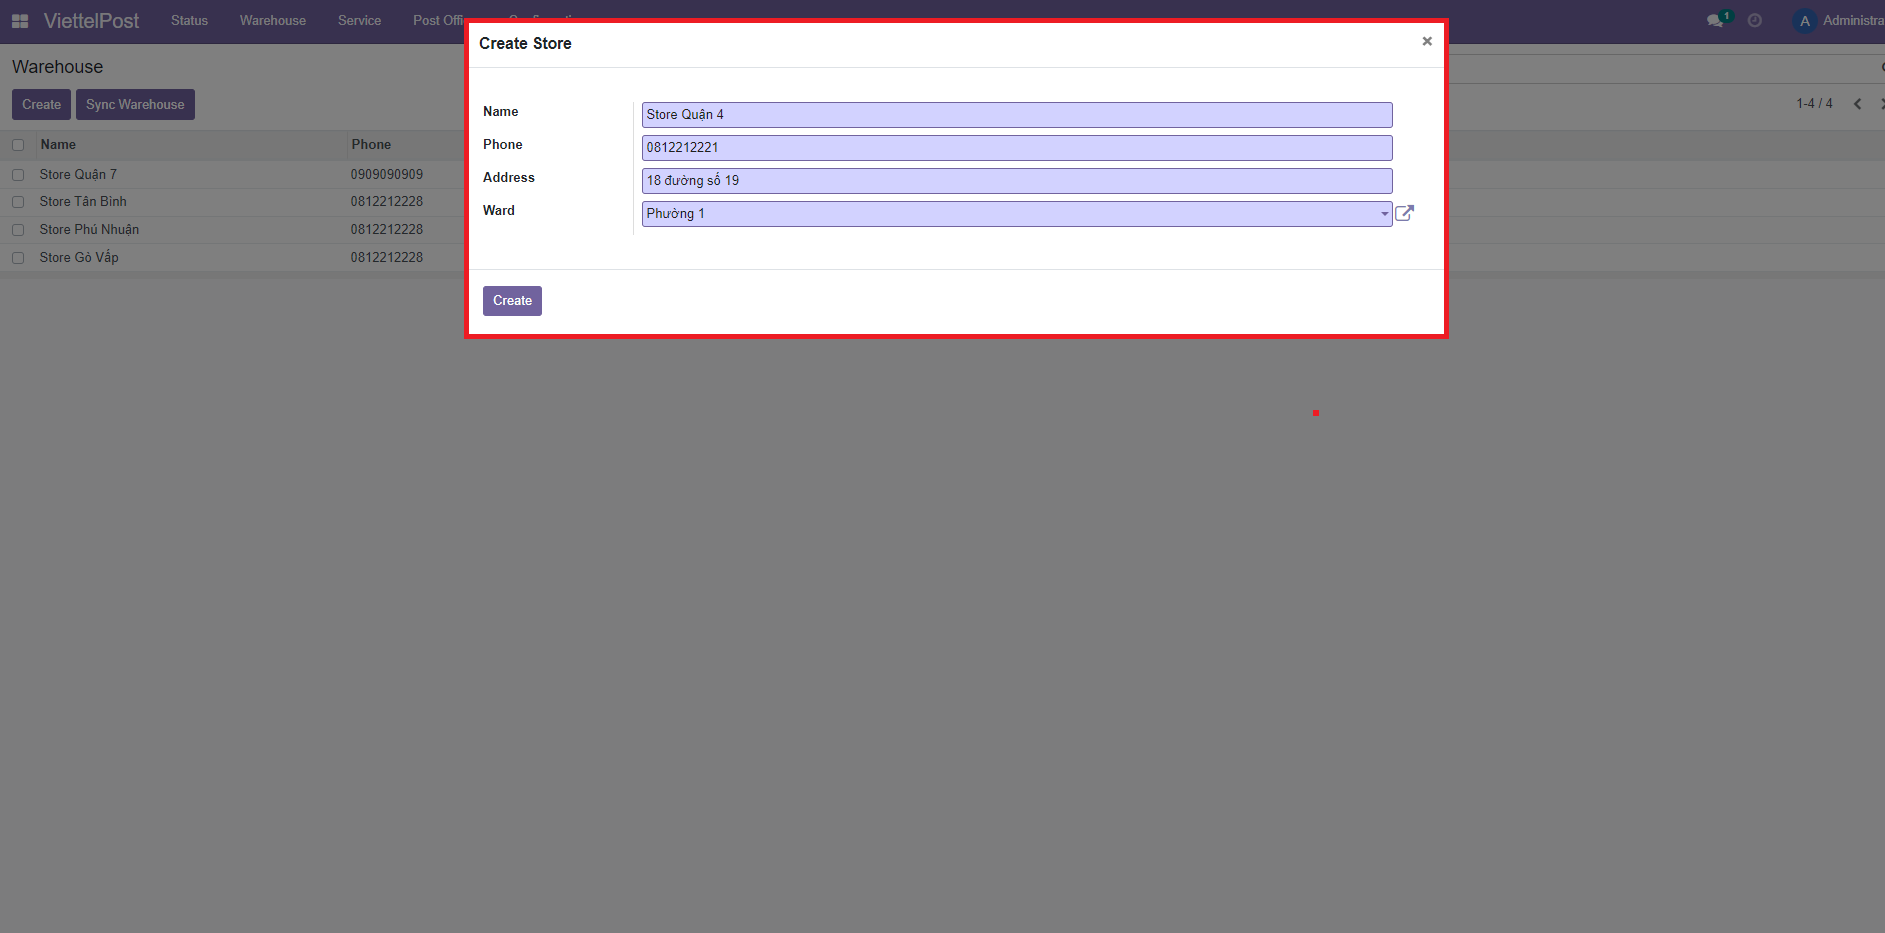 ViettelPost Status Warehouse Service Post Offi
1 A Administra
Warehouse
Create Sync Warehouse
1-4 / 4
Name Phone
Store Quận 7 0909090909
Store Tân Bình 0812212228
Store Phú Nhuận 0812212228
Store Gò Vấp 0812212228
Create Store ×
Name Store Quận 4
Phone 0812212221
Address 18 đường số 19
Ward Phường 1
Create